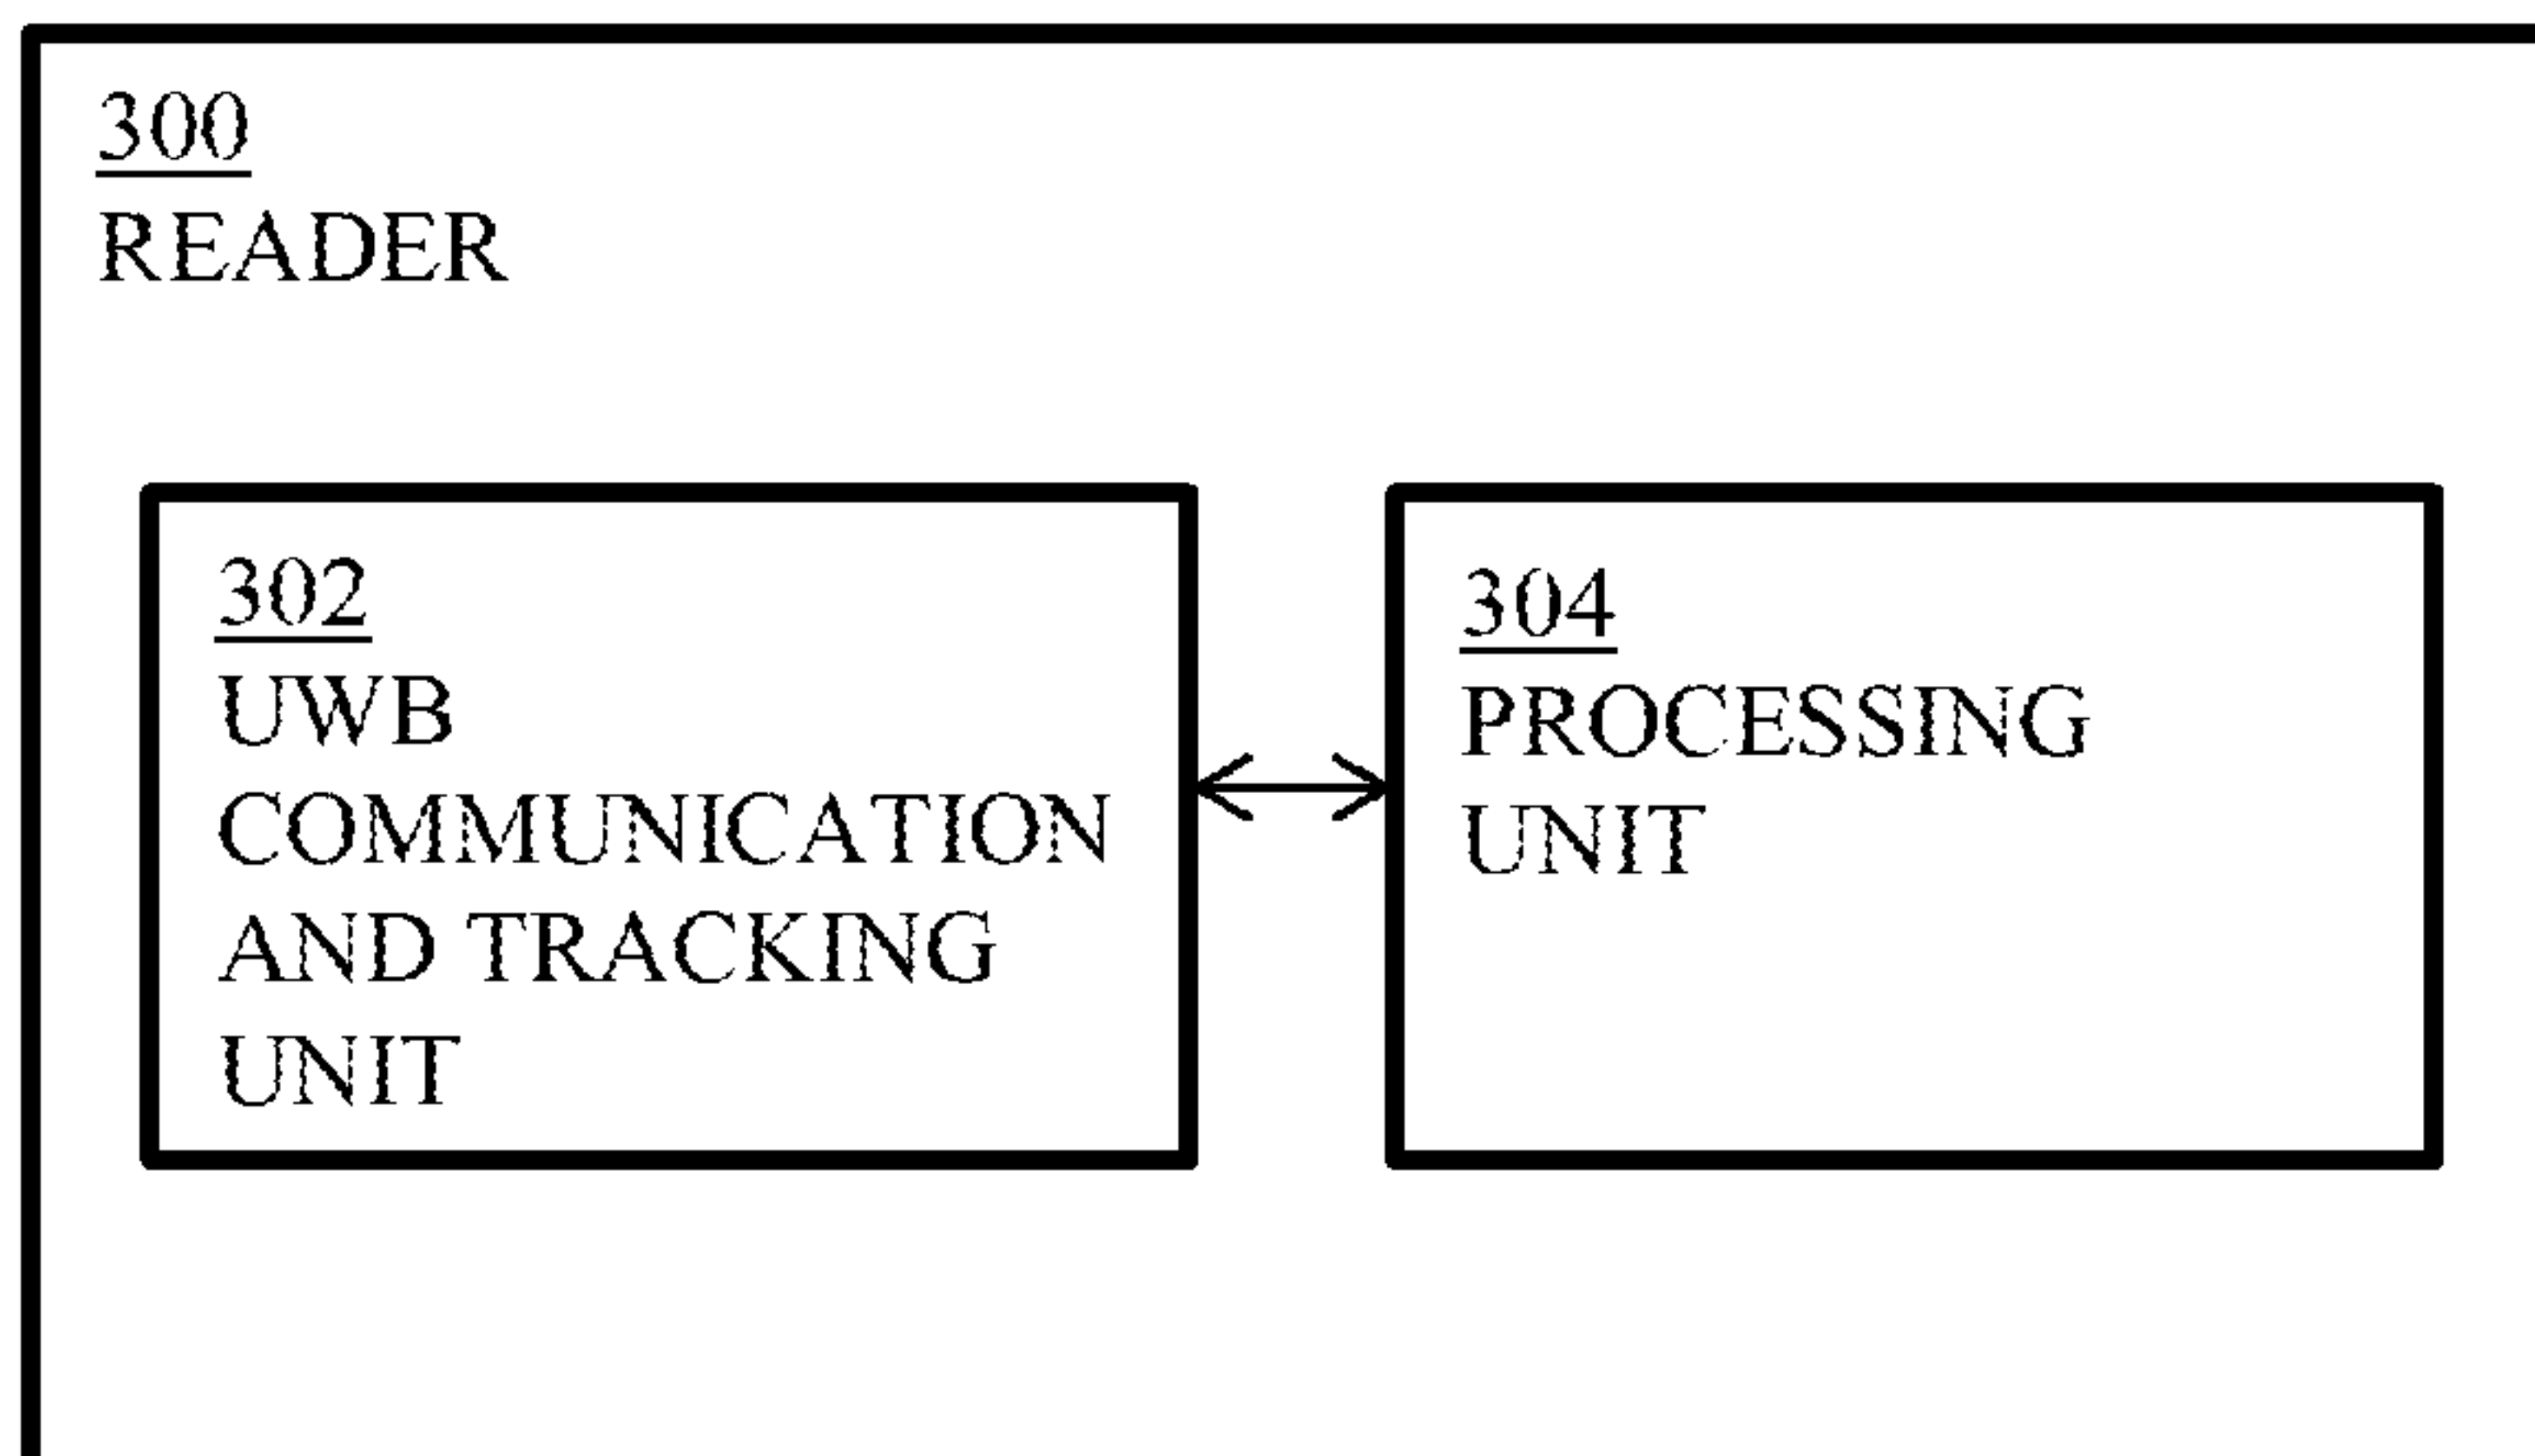 300
READER
302
UWB
COMMUNICATION
AND TRACKING
UNIT
304
PROCESSING
UNIT